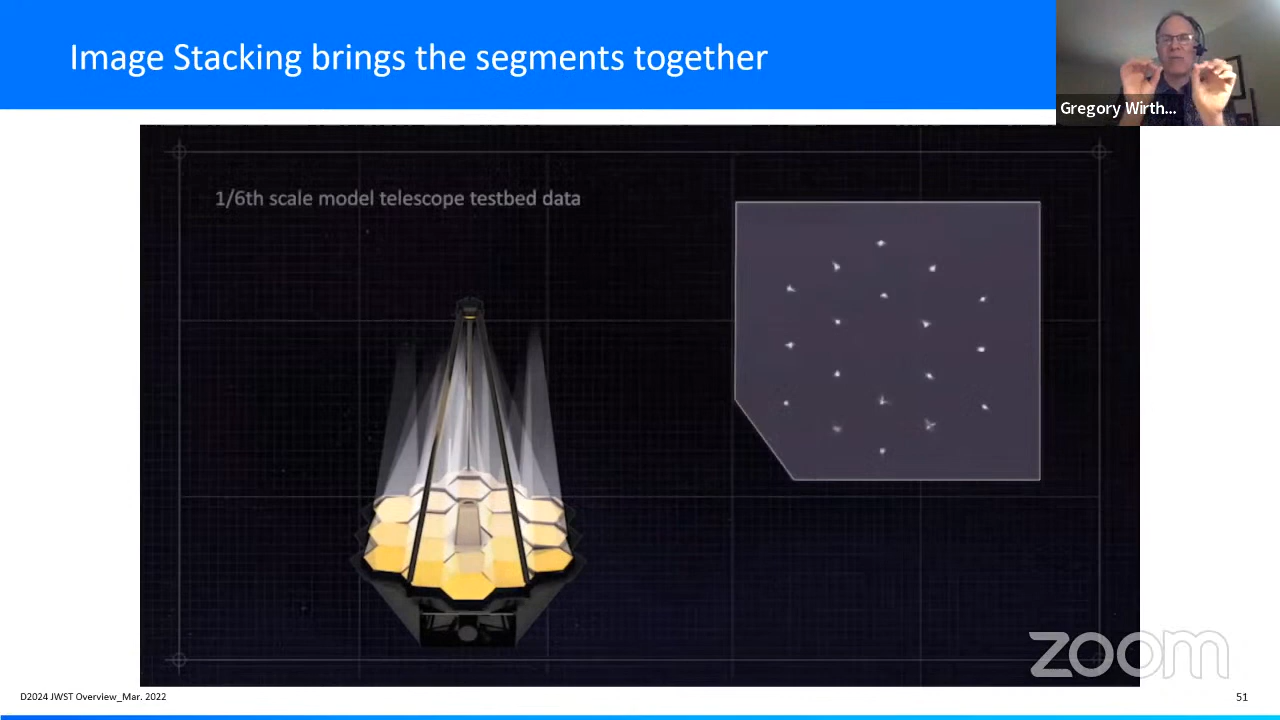 Image Stacking brings the segments together
Gregory Wirth...
1/6th scale model telescope testbed data
zoom
D2024 JWST Overview_Mar. 2022
51